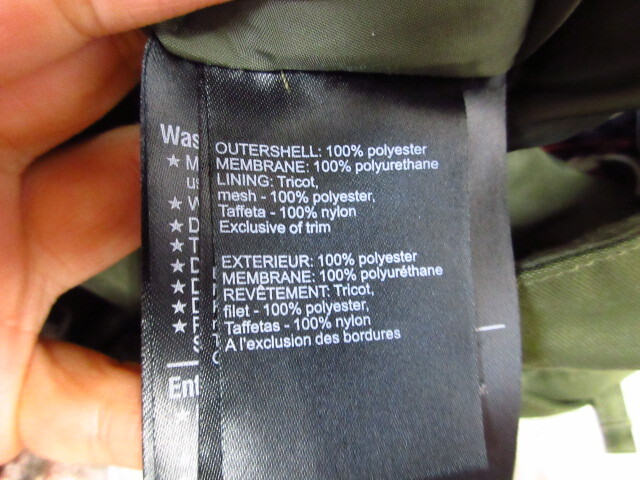 OUTERSHELL: 100% polyester
MEMBRANE: 100% polyurethane
LINING: Tricot,
mesh - 100% polyester,
Taffeta - 100% nylon
Exclusive of trim
EXTERIEUR: 100% polyester
MEMBRANE: 100% polyuréthane
REVÊTEMENT: Tricot,
filet - 100% polyester,
Taffetas - 100% nylon
A l'exclusion des bordures